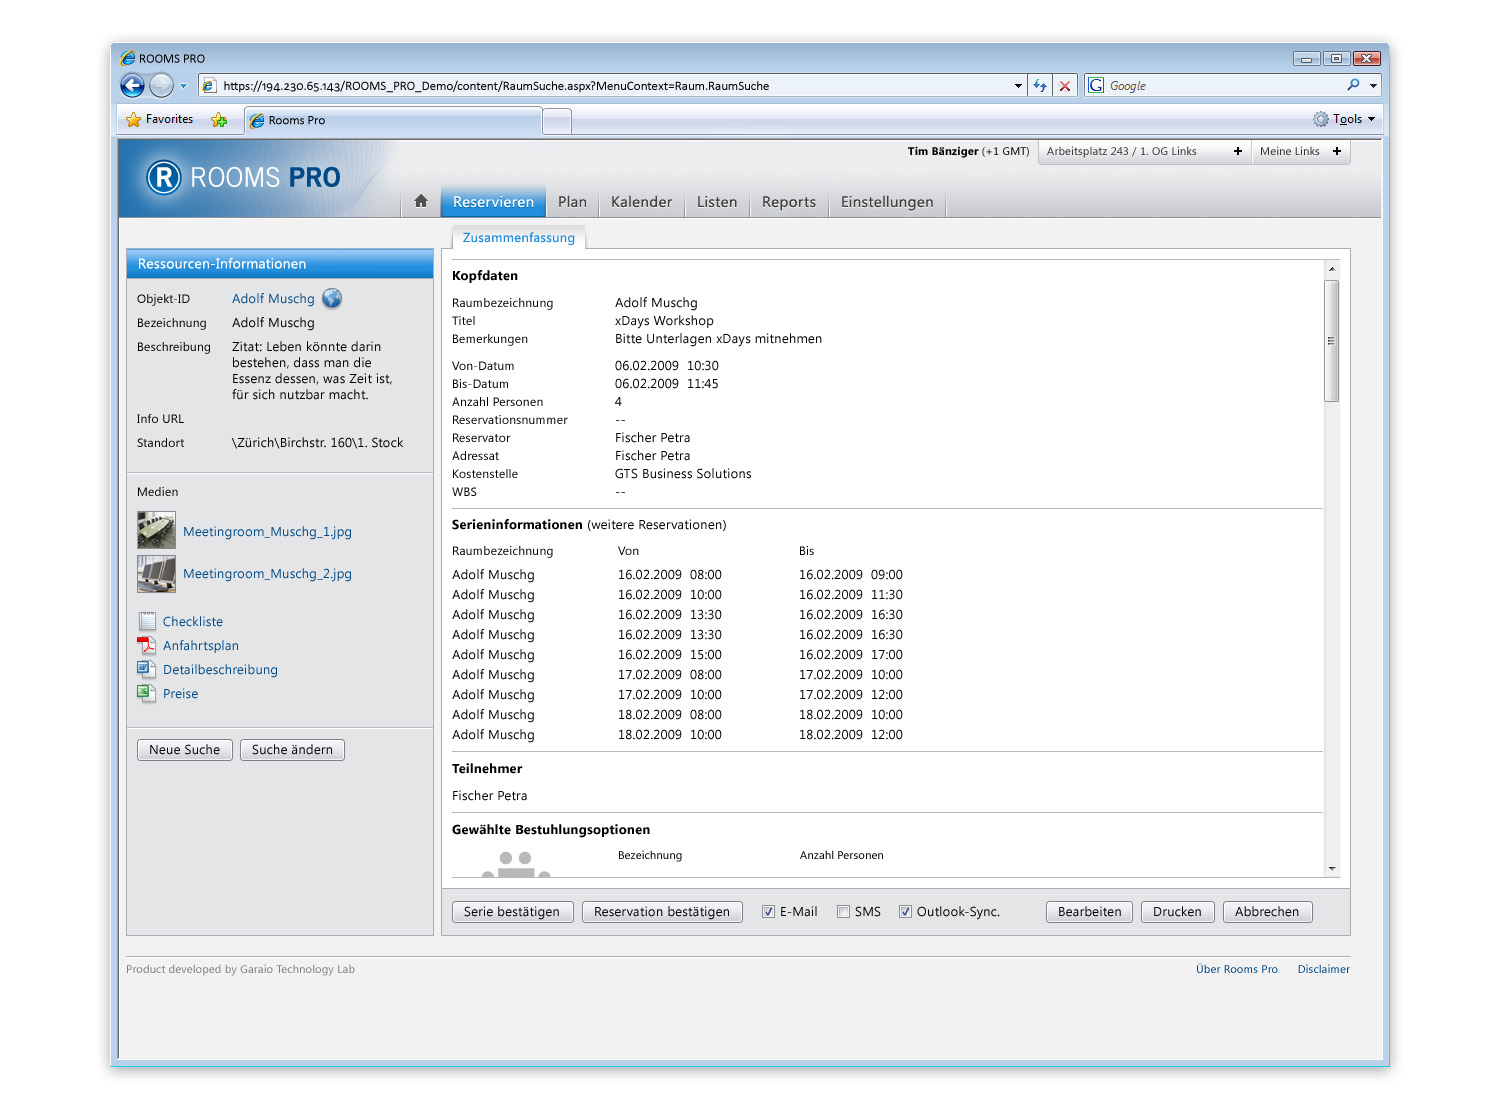 ROOMS PRO
https://194.230.65.143/ROOMS_PRO_Demo/content/RaumSuche.aspx?MenuContext=Raum.RaumSuche
Google
Favorites
Rooms Pro
Tools
Tim Bänziger (+1 GMT)
Arbeitsplatz 243 / 1. OG Links +
Meine Links +
R ROOMS PRO
Reservieren
Plan
Kalender
Listen
Reports
Einstellungen
Ressourcen-Informationen
Objekt-ID Adolf Muschg
Bezeichnung Adolf Muschg
Beschreibung Zitat: Leben könnte darin
bestehen, dass man die
Essenz dessen, was Zeit ist,
für sich nutzbar macht.
Info URL
Standort \Zürich\Birchstr. 160\1. Stock
Medien
Meetingroom_Muschg_1.jpg
Meetingroom_Muschg_2.jpg
Checkliste
Anfahrtsplan
Detailbeschreibung
Preise
Neue Suche
Suche ändern
Zusammenfassung
Kopfdaten
Raumbezeichnung Adolf Muschg
Titel xDays Workshop
Bemerkungen Bitte Unterlagen xDays mitnehmen
Von-Datum 06.02.2009 10:30
Bis-Datum 06.02.2009 11:45
Anzahl Personen 4
Reservationsnummer --
Reservator Fischer Petra
Adressat Fischer Petra
Kostenstelle GTS Business Solutions
WBS --
Serieninformationen (weitere Reservationen)
Raumbezeichnung Von Bis
Adolf Muschg 16.02.2009 08:00 16.02.2009 09:00
Adolf Muschg 16.02.2009 10:00 16.02.2009 11:30
Adolf Muschg 16.02.2009 13:30 16.02.2009 16:30
Adolf Muschg 16.02.2009 13:30 16.02.2009 16:30
Adolf Muschg 16.02.2009 15:00 16.02.2009 17:00
Adolf Muschg 17.02.2009 08:00 17.02.2009 10:00
Adolf Muschg 17.02.2009 10:00 17.02.2009 12:00
Adolf Muschg 18.02.2009 08:00 18.02.2009 10:00
Adolf Muschg 18.02.2009 10:00 18.02.2009 12:00
Teilnehmer
Fischer Petra
Gewählte Bestuhlungsoptionen
Bezeichnung Anzahl Personen
Serie bestätigen
Reservation bestätigen
E-Mail
SMS
Outlook-Sync.
Bearbeiten
Drucken
Abbrechen
Product developed by Garaio Technology Lab
Über Rooms Pro
Disclaimer